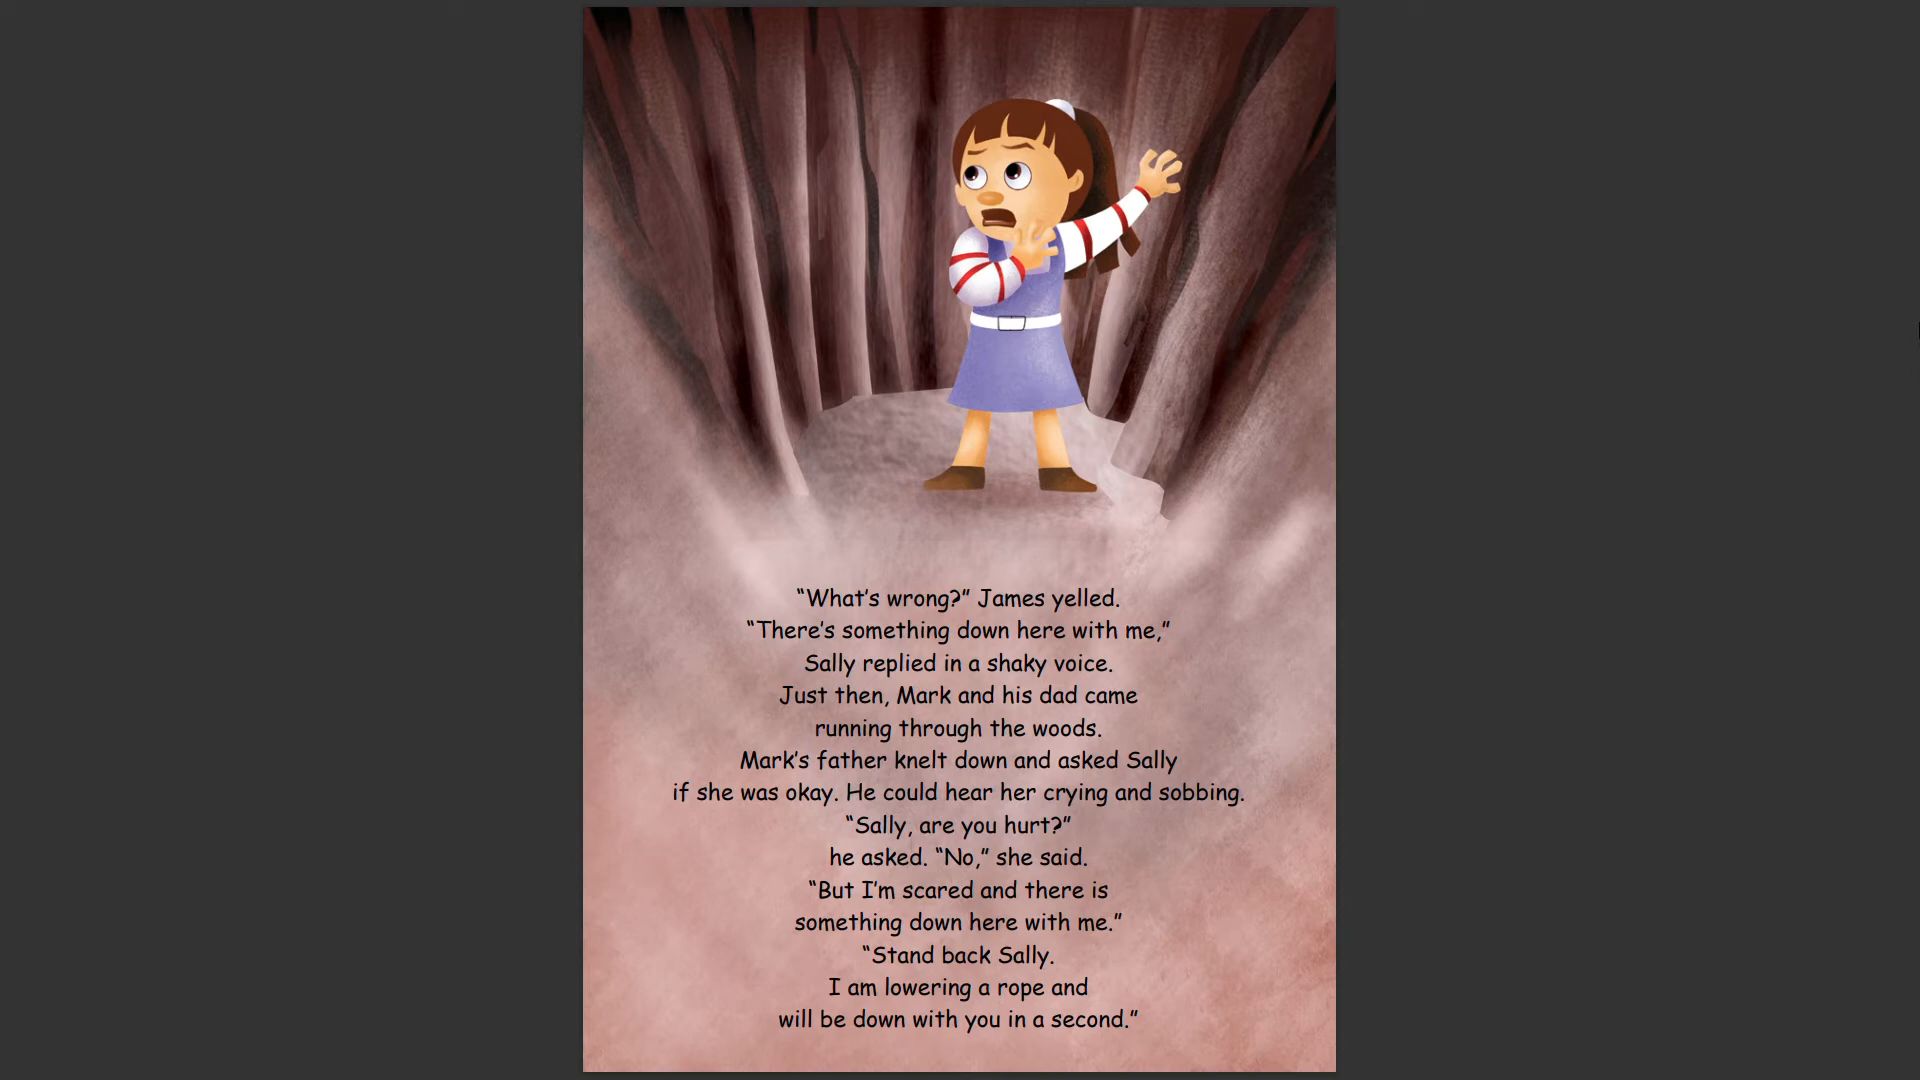 “What’s wrong?” James yelled.
“There’s something down here with me,”
Sally replied in a shaky voice.
Just then, Mark and his dad came
running through the woods.
Mark’s father knelt down and asked Sally
if she was okay. He could hear her crying and sobbing.
“Sally, are you hurt?”
he asked. “No,” she said.
“But I’m scared and there is
something down here with me.”
“Stand back Sally.
I am lowering a rope and
will be down with you in a second.”